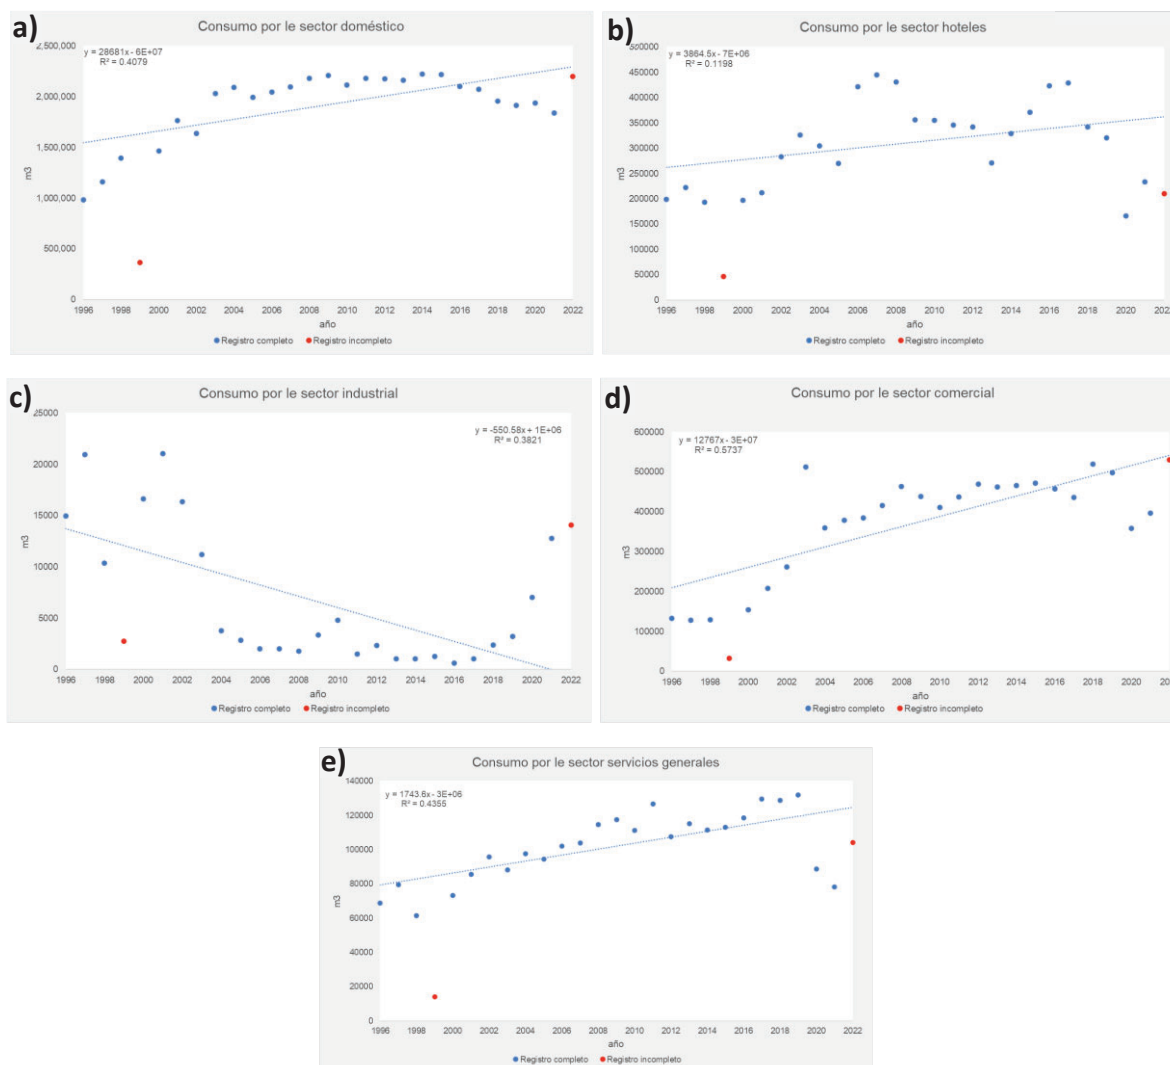 a)
Consumo por le sector doméstico
y = 28681x - 6E+07
R² = 0.4079
2,500,000
2,000,000
1,500,000
1,000,000
500,000
0
m3
1996 1998 2000 2002 2004 2006 2008 2010 2012 2014 2016 2018 2020 2022
año
Registro completo Registro incompleto
b)
Consumo por le sector hoteles
y = 3864.5x - 7E+06
R² = 0.1198
500000
450000
400000
350000
300000
250000
200000
150000
100000
50000
0
m3
1996 1998 2000 2002 2004 2006 2008 2010 2012 2014 2016 2018 2020 2022
año
Registro completo Registro incompleto
c)
Consumo por le sector industrial
y = -550.58x + 1E+06
R² = 0.3821
25000
20000
15000
10000
5000
0
m3
1996 1998 2000 2002 2004 2006 2008 2010 2012 2014 2016 2018 2020 2022
año
Registro completo Registro incompleto
d)
Consumo por le sector comercial
y = 12767x - 3E+07
R² = 0.5737
600000
500000
400000
300000
200000
100000
0
m3
1996 1998 2000 2002 2004 2006 2008 2010 2012 2014 2016 2018 2020
año
Registro completo Registro incompleto
e)
Consumo por le sector servicios generales
y = 1743.6x - 3E+06
R² = 0.4355
140000
120000
100000
80000
60000
40000
20000
0
m3
1996 1998 2000 2002 2004 2006 2008 2010 2012 2014 2016 2018 2020 2022
año
Registro completo Registro incompleto